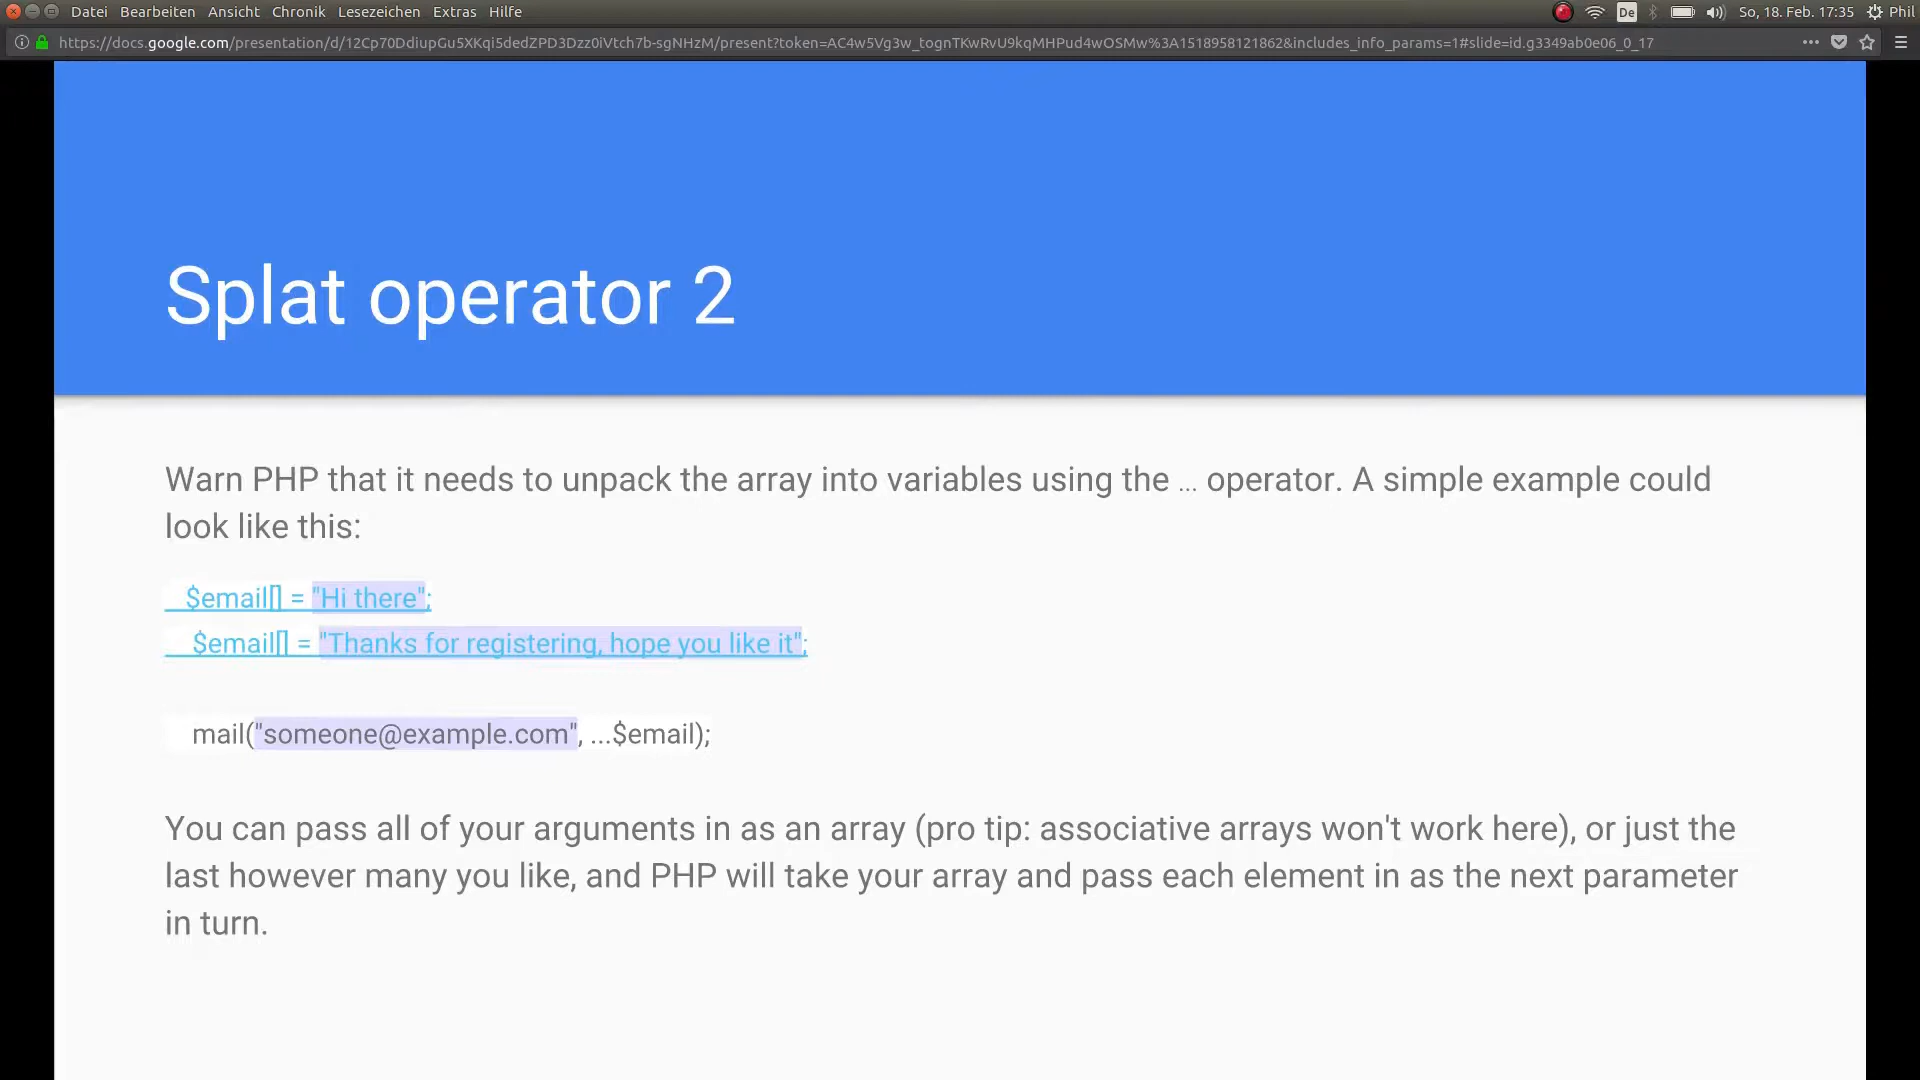 Datei Bearbeiten Ansicht Chronik Lesezeichen Extras Hilfe De So, 18. Feb. 17:35 Phil
https://docs.google.com/presentation/d/12Cp70DdiupGu5XKqi5dedZPD3Dzz0iVtch7b-sgNHzM/present?token=AC4w5Vg3w_tognTKwRvU9kqMHPud4wOSMw%3A1518958121862&includes_info_params=1#slide=id.g3349ab0e06_0_17
Splat operator 2
Warn PHP that it needs to unpack the array into variables using the ... operator. A simple example could
look like this:
$email[] = "Hi there";
$email[] = "Thanks for registering, hope you like it";
mail("someone@example.com", ...$email);
You can pass all of your arguments in as an array (pro tip: associative arrays won't work here), or just the
last however many you like, and PHP will take your array and pass each element in as the next parameter
in turn.